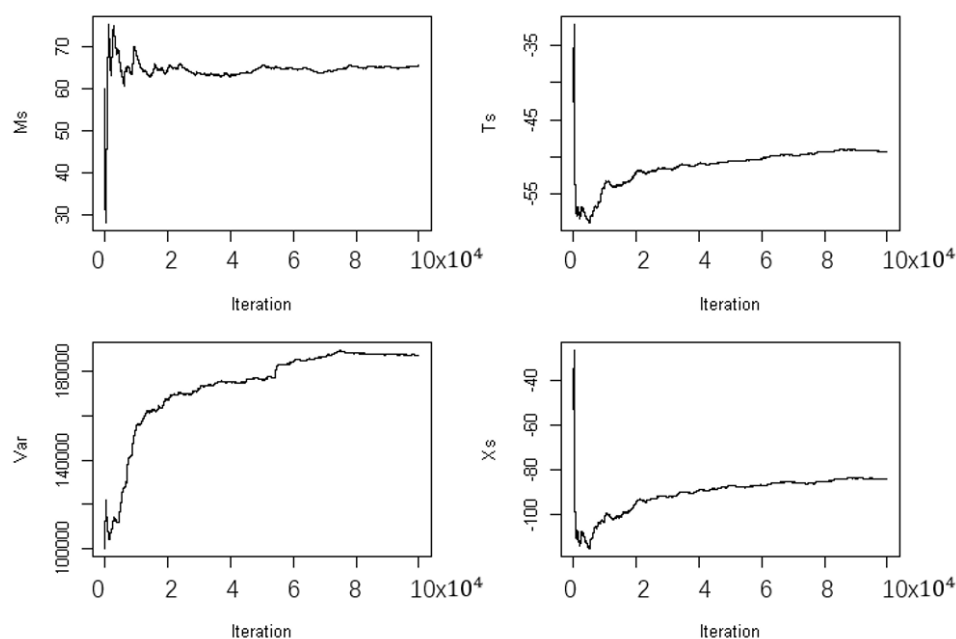 Ms
70
60
50
40
30
0 2 4 6 8 10x10⁴
Iteration
Ts
-35
-45
-55
0 2 4 6 8 10x10⁴
Iteration
Var
180000
140000
100000
0 2 4 6 8 10x10⁴
Iteration
Xs
-40
-60
-80
-100
0 2 4 6 8 10x10⁴
Iteration